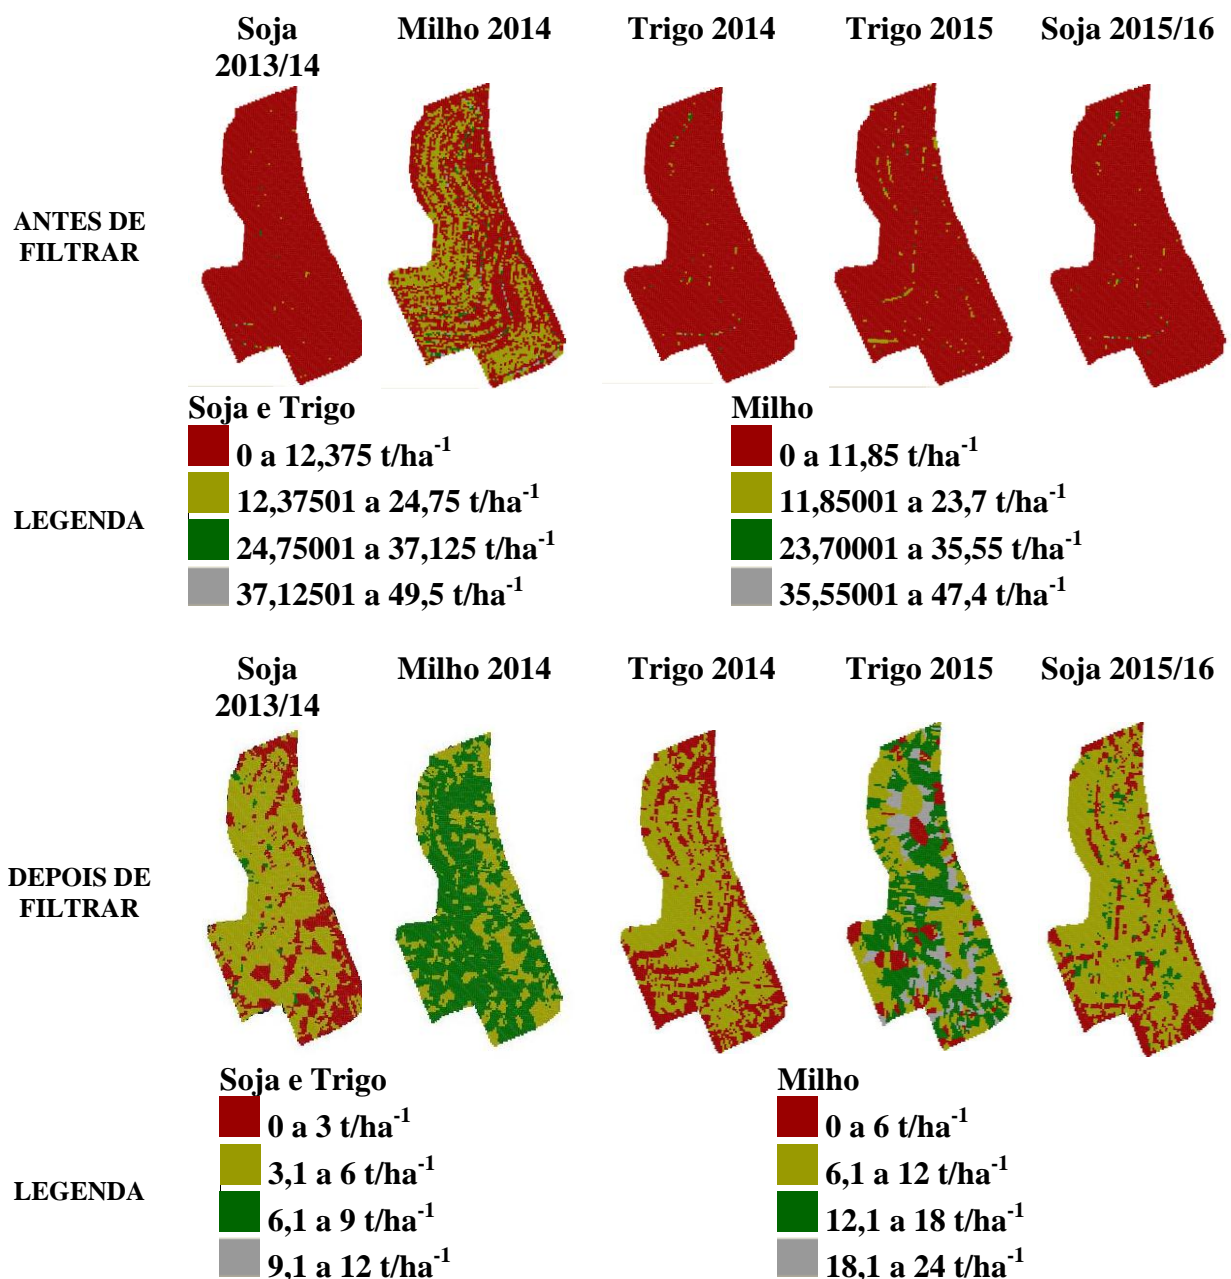 Soja
2013/14
Milho 2014
Trigo 2014
Trigo 2015
Soja 2015/16
ANTES DE
FILTRAR
LEGENDA
Soja e Trigo
0 a 12,375 t/ha⁻¹
12,37501 a 24,75 t/ha⁻¹
24,75001 a 37,125 t/ha⁻¹
37,12501 a 49,5 t/ha⁻¹
Milho
0 a 11,85 t/ha⁻¹
11,85001 a 23,7 t/ha⁻¹
23,70001 a 35,55 t/ha⁻¹
35,55001 a 47,4 t/ha⁻¹
Soja
2013/14
Milho 2014
Trigo 2014
Trigo 2015
Soja 2015/16
DEPOIS DE
FILTRAR
LEGENDA
Soja e Trigo
0 a 3 t/ha⁻¹
3,1 a 6 t/ha⁻¹
6,1 a 9 t/ha⁻¹
9,1 a 12 t/ha⁻¹
Milho
0 a 6 t/ha⁻¹
6,1 a 12 t/ha⁻¹
12,1 a 18 t/ha⁻¹
18,1 a 24 t/ha⁻¹